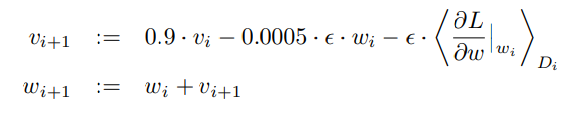 v_{i+1} := 0.9 · v_i − 0.0005 · ϵ · w_i − ϵ · ⟨ ∂L/∂w |_{w_i} ⟩_{D_i}
w_{i+1} := w_i + v_{i+1}